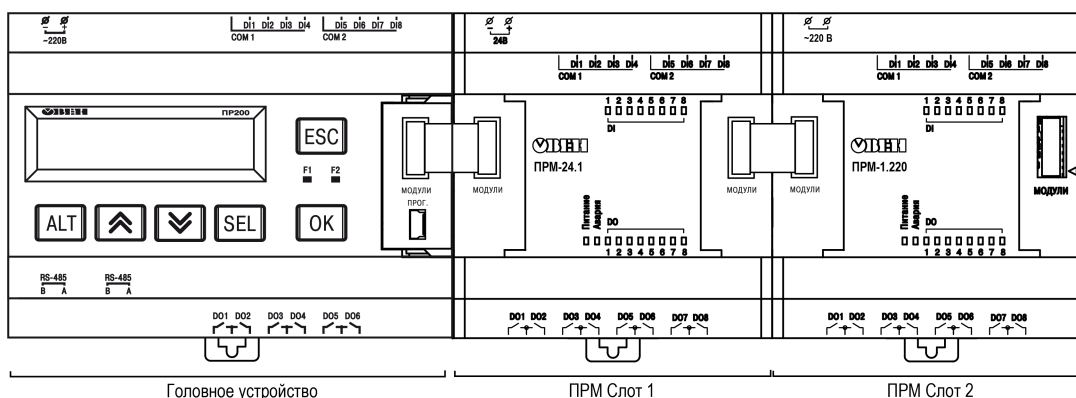 - +
~220В
DI1 DI2 DI3 DI4
COM 1
DI5 DI6 DI7 DI8
COM 2
- +
24В
DI1 DI2 DI3 DI4
COM 1
DI5 DI6 DI7 DI8
COM 2
~220 В
DI1 DI2 DI3 DI4
COM 1
DI5 DI6 DI7 DI8
COM 2
ОВЕН
ПР200
ESC
F1 F2
ALT
SEL
OK
МОДУЛИ
ПРОГ.
МОДУЛИ
1 2 3 4 5 6 7 8
DI
ОВЕН
ПРМ-24.1
Питание
Авария
DO
1 2 3 4 5 6 7 8
МОДУЛИ
МОДУЛИ
1 2 3 4 5 6 7 8
DI
ОВЕН
ПРМ-1.220
Питание
Авария
DO
1 2 3 4 5 6 7 8
МОДУЛИ
RS-485
B A
RS-485
B A
DO1 DO2 DO3 DO4 DO5 DO6
DO1 DO2 DO3 DO4 DO5 DO6 DO7 DO8
DO1 DO2 DO3 DO4 DO5 DO6 DO7 DO8
Головное устройство
ПРМ Слот 1
ПРМ Слот 2